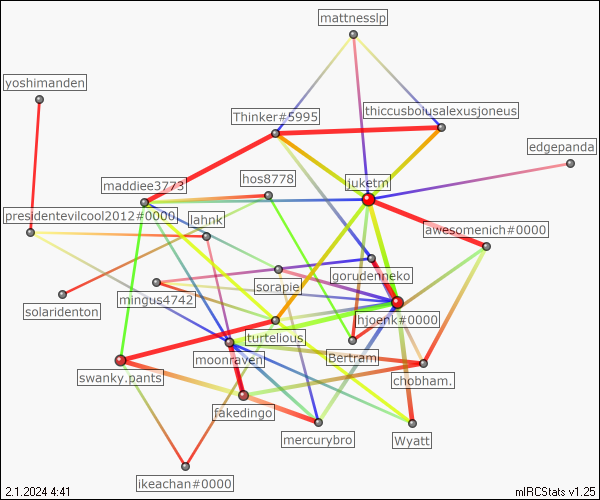 mattnesslp
yoshimanden
Thinker#5995
thiccusboiusalexusjoneus
edgepanda
hos8778
juketm
maddiee3773
presidentevilcool2012#0000
lahnk
awesomenich#0000
gorudenneko
sorapie
mingus4742
solaridenton
hjoenk#0000
turtelious
moonraven
Bertram
swanky.pants
chobham.
fakedingo
mercurybro
Wyatt
ikeachan#0000
2.1.2024 4:41
mIRCStats v1.25